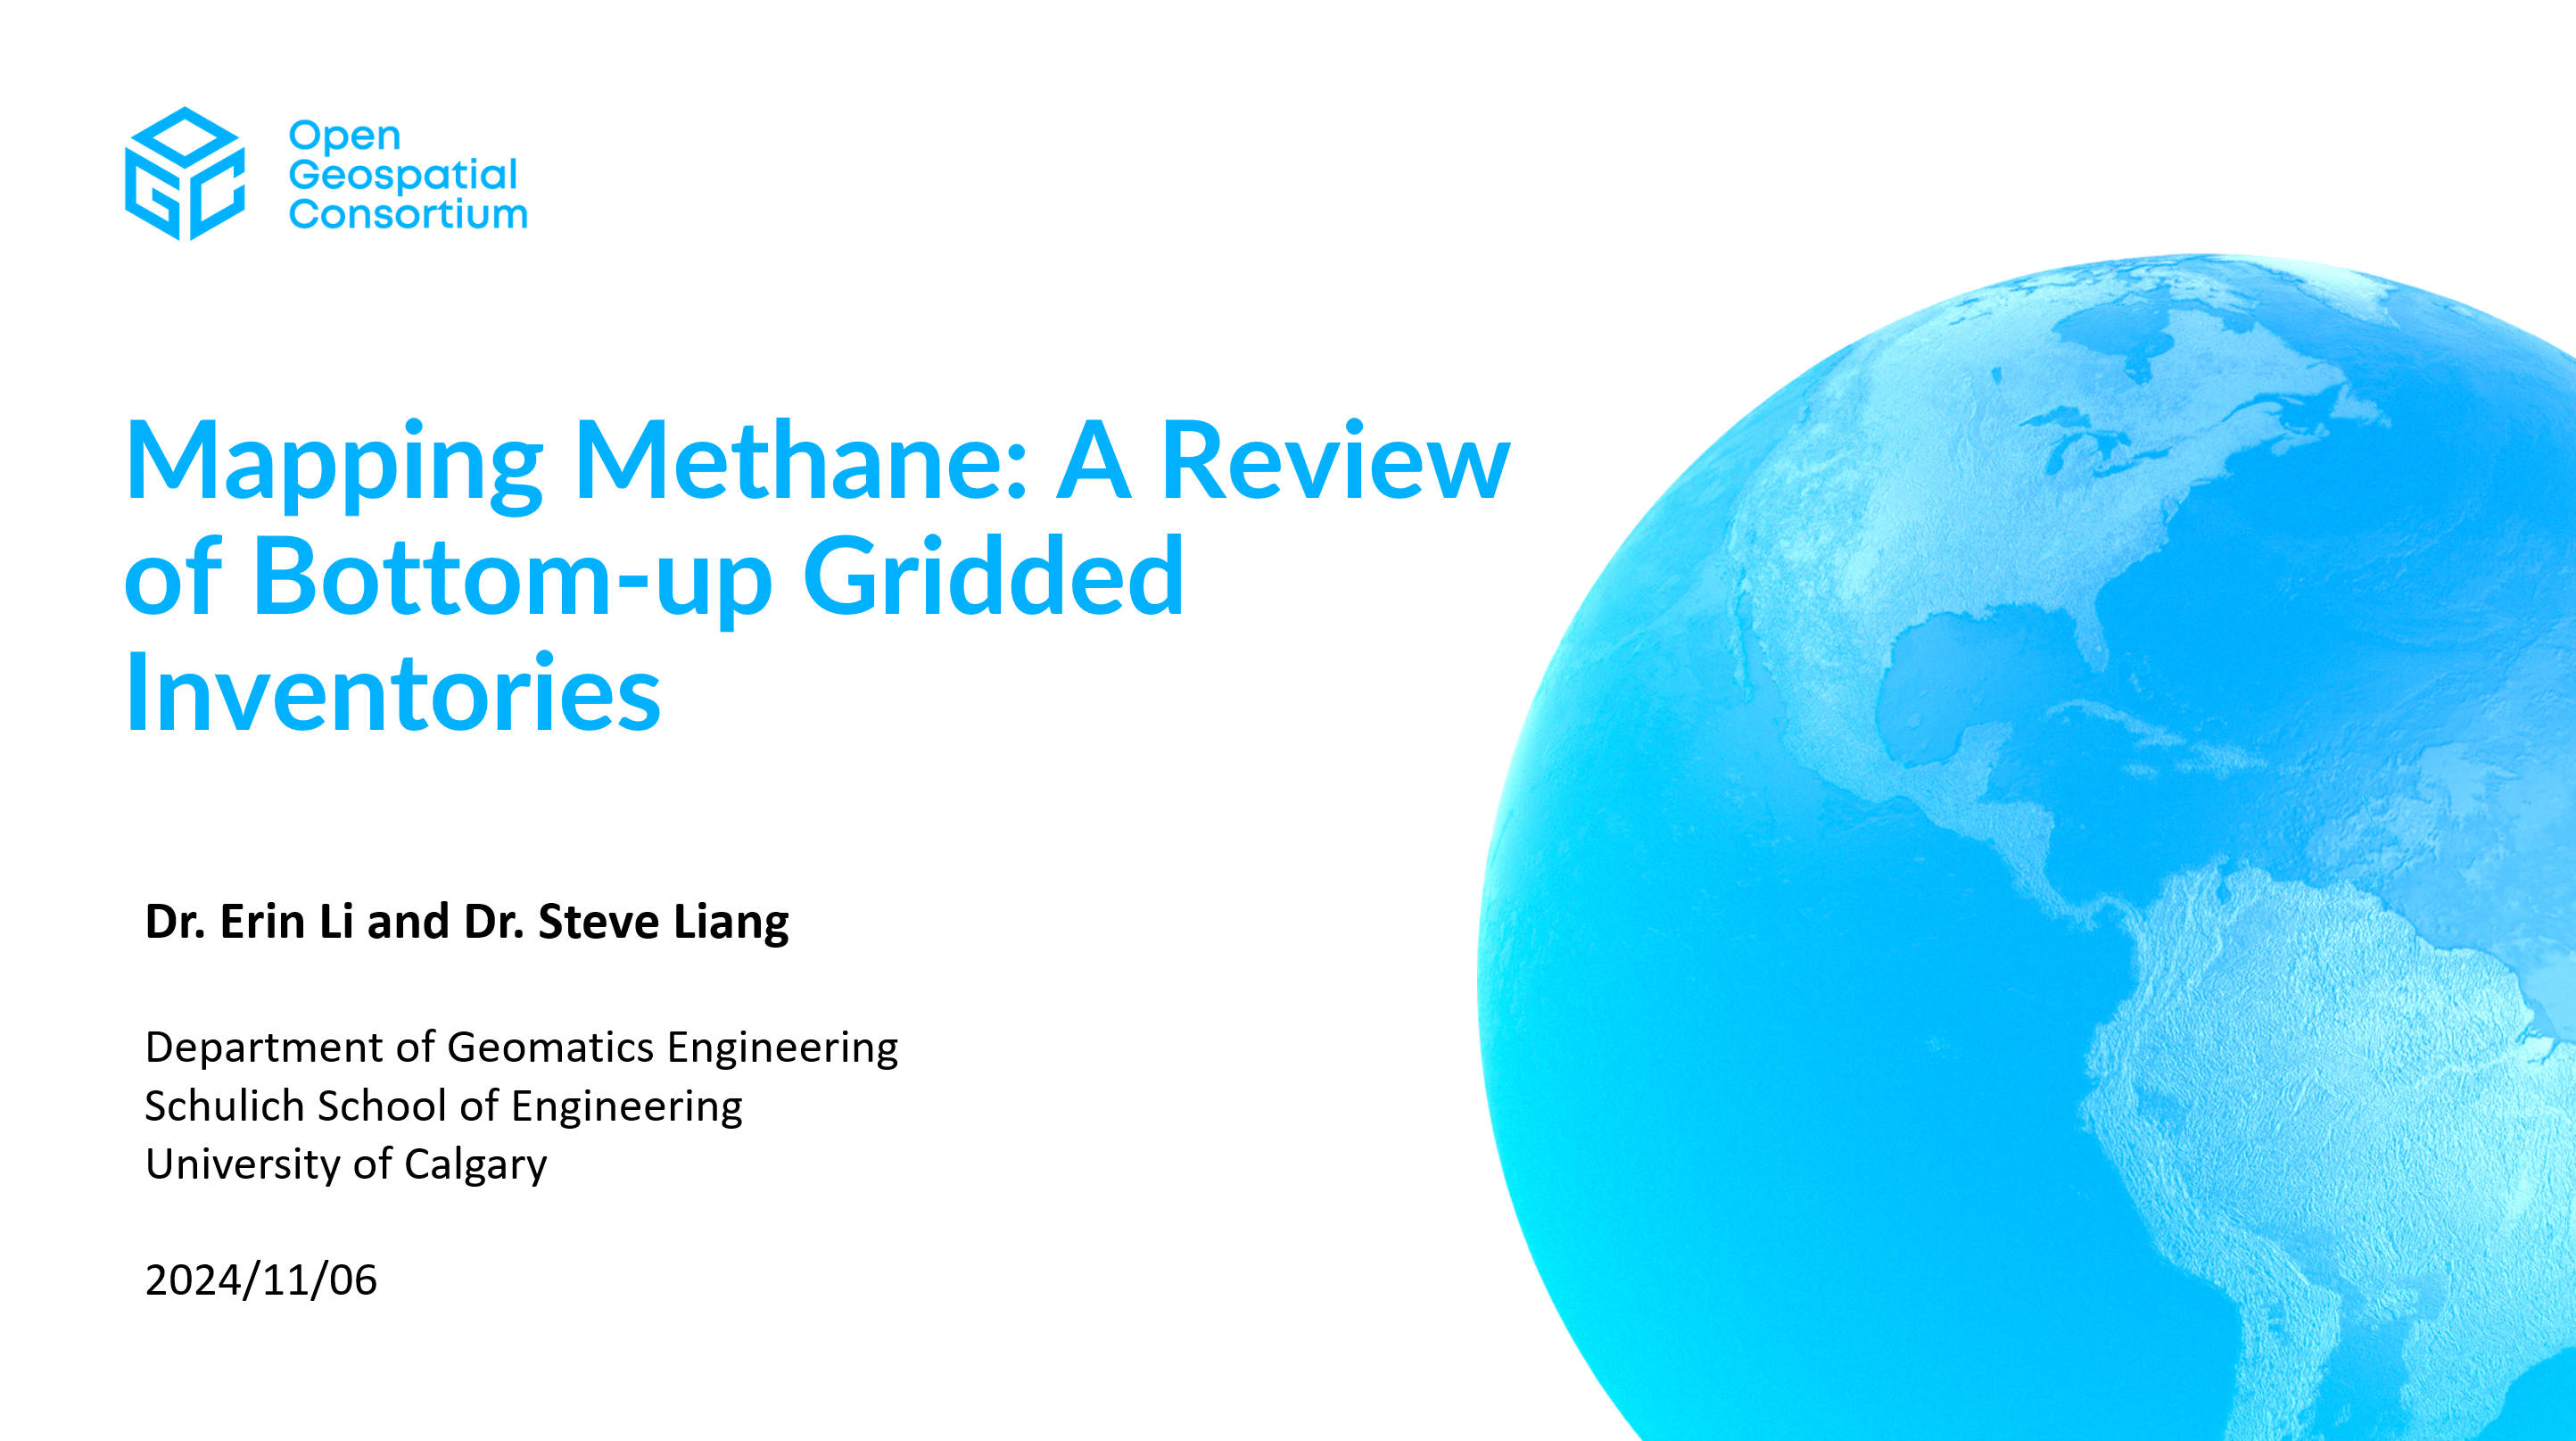 OGC
Open
Geospatial
Consortium
Mapping Methane: A Review
of Bottom-up Gridded
Inventories
Dr. Erin Li and Dr. Steve Liang
Department of Geomatics Engineering
Schulich School of Engineering
University of Calgary
2024/11/06